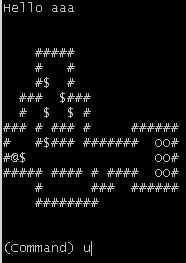 Hello aaa
    #####
    #   #
    #$  #
  ###  $###
  #  $  $ #
### # ### #     ######
#   #$### #######  oo#
#@$                oo#
##### #### # ####  oo#
    #      ###  ######
    ########
(Command) u